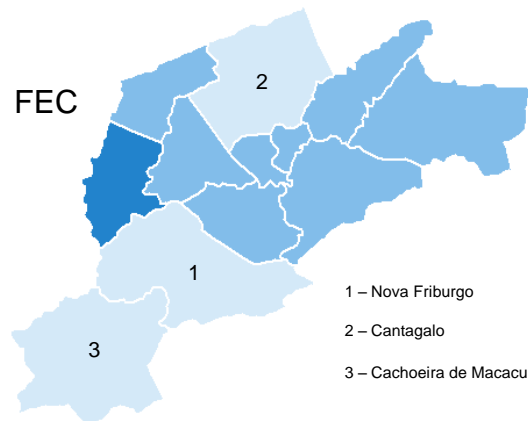 2
FEC
1
1 – Nova Friburgo
2 – Cantagalo
3
3 – Cachoeira de Macacu